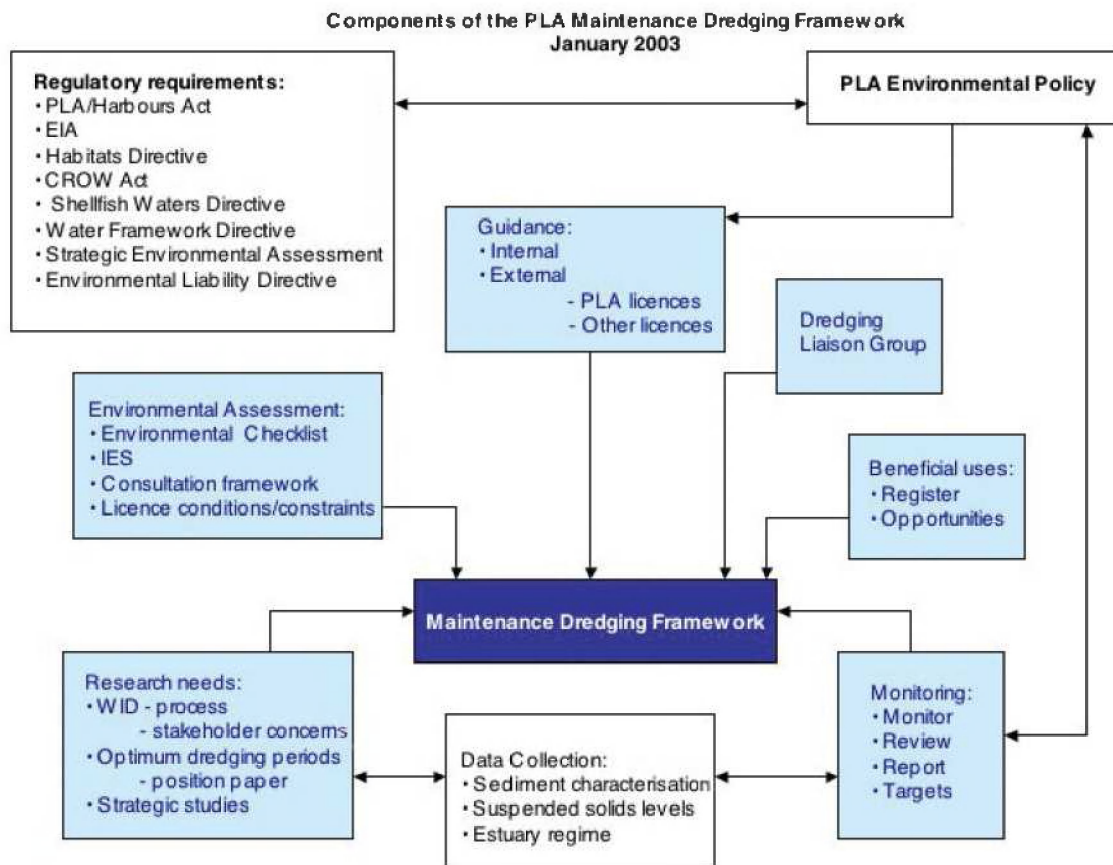 Components of the PLA Maintenance Dredging Framework
January 2003
Regulatory requirements:
• PLA/Harbours Act
• EIA
• Habitats Directive
• CROW Act
• Shellfish Waters Directive
• Water Framework Directive
• Strategic Environmental Assessment
• Environmental Liability Directive
PLA Environmental Policy
Guidance:
• Internal
• External
- PLA licences
- Other licences
Dredging
Liaison Group
Environmental Assessment:
• Environmental Checklist
• IES
• Consultation framework
• Licence conditions/constraints
Beneficial uses:
• Register
• Opportunities
Maintenance Dredging Framework
Research needs:
• WID - process
- stakeholder concerns
• Optimum dredging periods
- position paper
• Strategic studies
Data Collection:
• Sediment characterisation
• Suspended solids levels
• Estuary regime
Monitoring:
• Monitor
• Review
• Report
• Targets